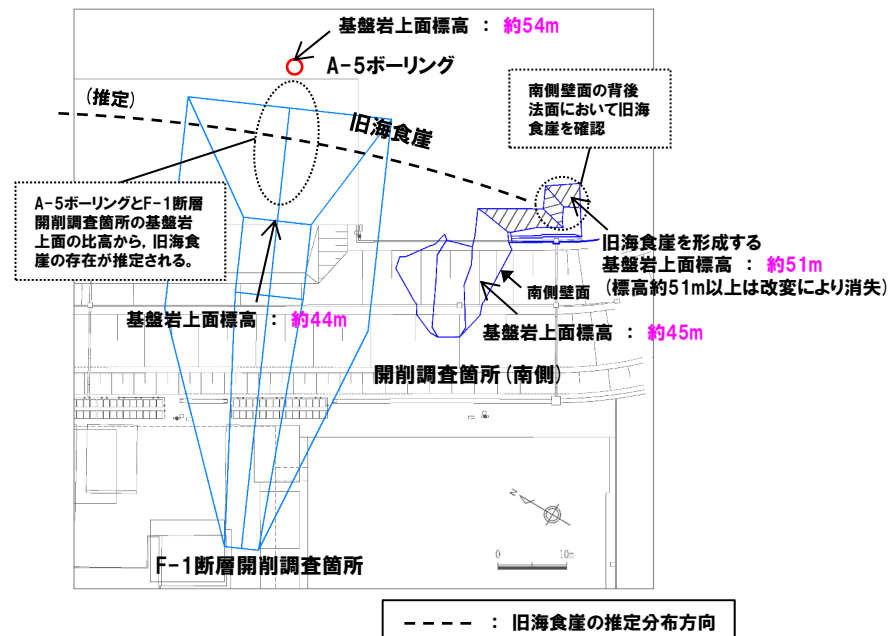 基盤岩上面標高 ： 約54m
A-5ボーリング
(推定)
旧海食崖
南側壁面の背後
法面において旧海
食崖を確認
A-5ボーリングとF-1断層
開削調査箇所の基盤岩
上面の比高から，旧海食
崖の存在が推定される。
旧海食崖を形成する
基盤岩上面標高 ： 約51m
(標高約51m以上は改変により消失)
南側壁面
基盤岩上面標高 ： 約44m
基盤岩上面標高 ： 約45m
開削調査箇所(南側)
N
0 10m
F-1断層開削調査箇所
： 旧海食崖の推定分布方向